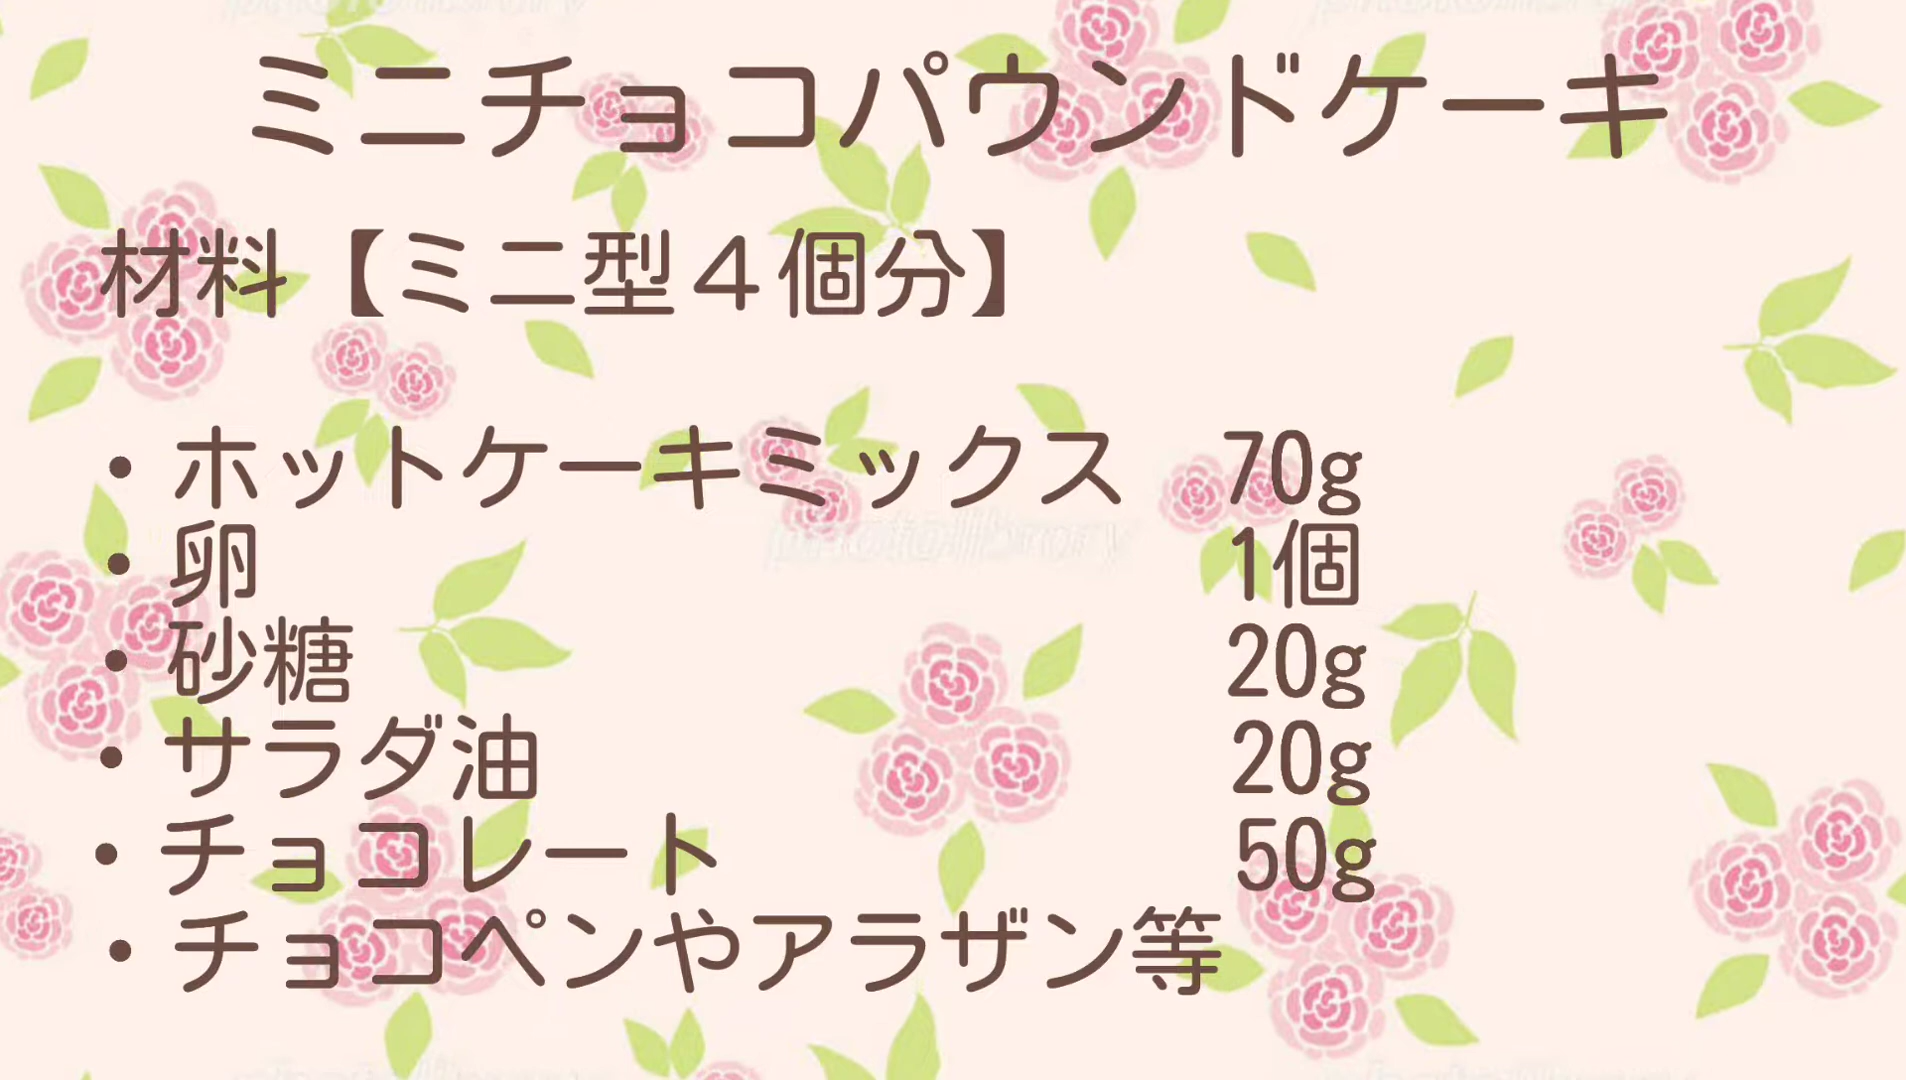 ミニチョコパウンドケーキ
材料【ミニ型４個分】
・ホットケーキミックス 70g
・卵 1個
・砂糖 20g
・サラダ油 20g
・チョコレート 50g
・チョコペンやアラザン等